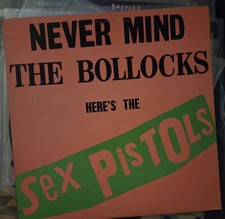 NEVER MIND
THE BOLLOCKS
HERE'S THE
Sex PiSTOLS